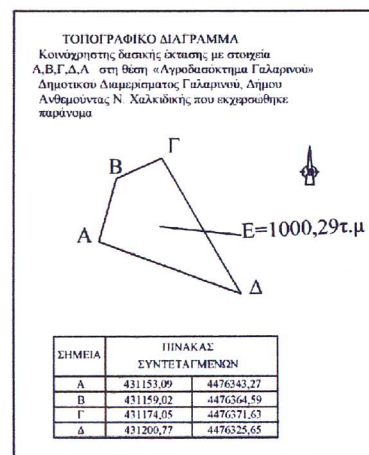 ΤΟΠΟΓΡΑΦΙΚΟ ΔΙΑΓΡΑΜΜΑ
Κοινόχρηστης δασικής έκτασης με στοιχεία
Α,Β,Γ,Δ,Α στη θέση «Αγροδασόκτημα Γαλαρινού»
Δημοτικου Διαμερίσματος Γαλαρινού, Δήμου
Ανθεμούντας Ν. Χαλκιδικής που εκχερσώθηκε
παράνομα
Γ
Β
Α
Ε=1000,29τ.μ
Δ
ΣΗΜΕΙΑ ΠΙΝΑΚΑΣ
ΣΥΝΤΕΤΑΓΜΕΝΩΝ
Α 431153,09 4476343,27
Β 431159,02 4476364,59
Γ 431174,05 4476371,63
Δ 431200,77 4476325,65